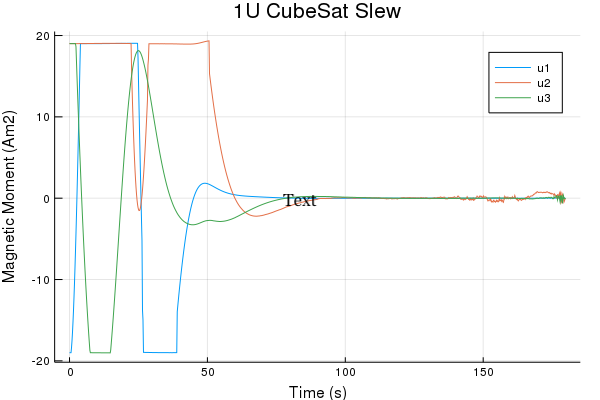 1U CubeSat Slew
Magnetic Moment (Am2)
20
10
0
-10
-20
u1
u2
u3
Text
0
50
100
150
Time (s)